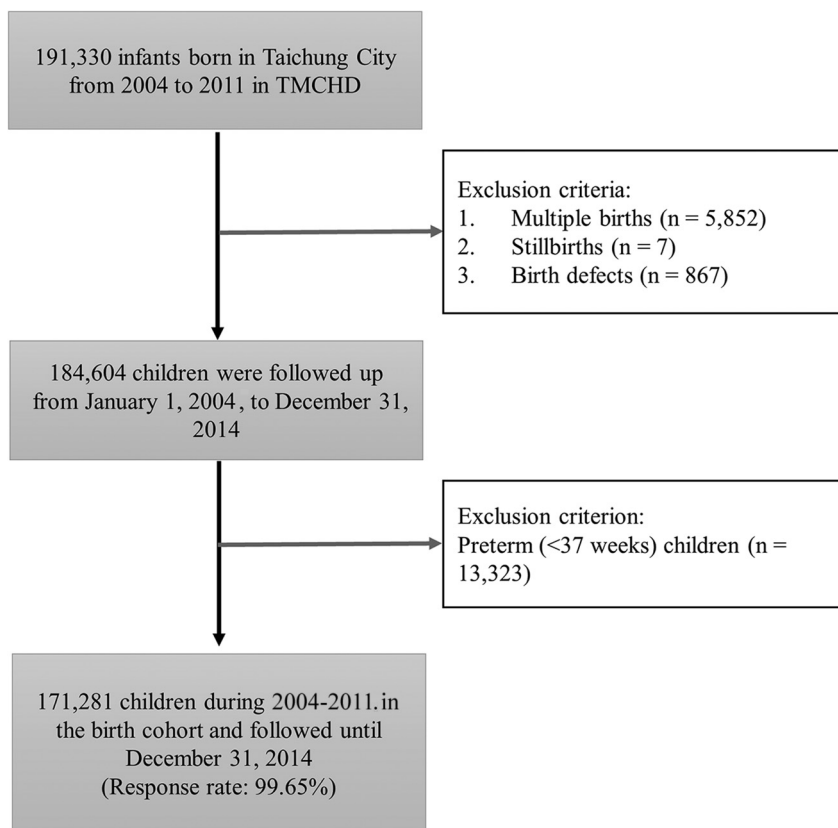 191,330 infants born in Taichung City
from 2004 to 2011 in TMCHD
Exclusion criteria:
1. Multiple births (n = 5,852)
2. Stillbirths (n = 7)
3. Birth defects (n = 867)
184,604 children were followed up
from January 1, 2004, to December 31,
2014
Exclusion criterion:
Preterm (<37 weeks) children (n =
13,323)
171,281 children during 2004-2011.in
the birth cohort and followed until
December 31, 2014
(Response rate: 99.65%)